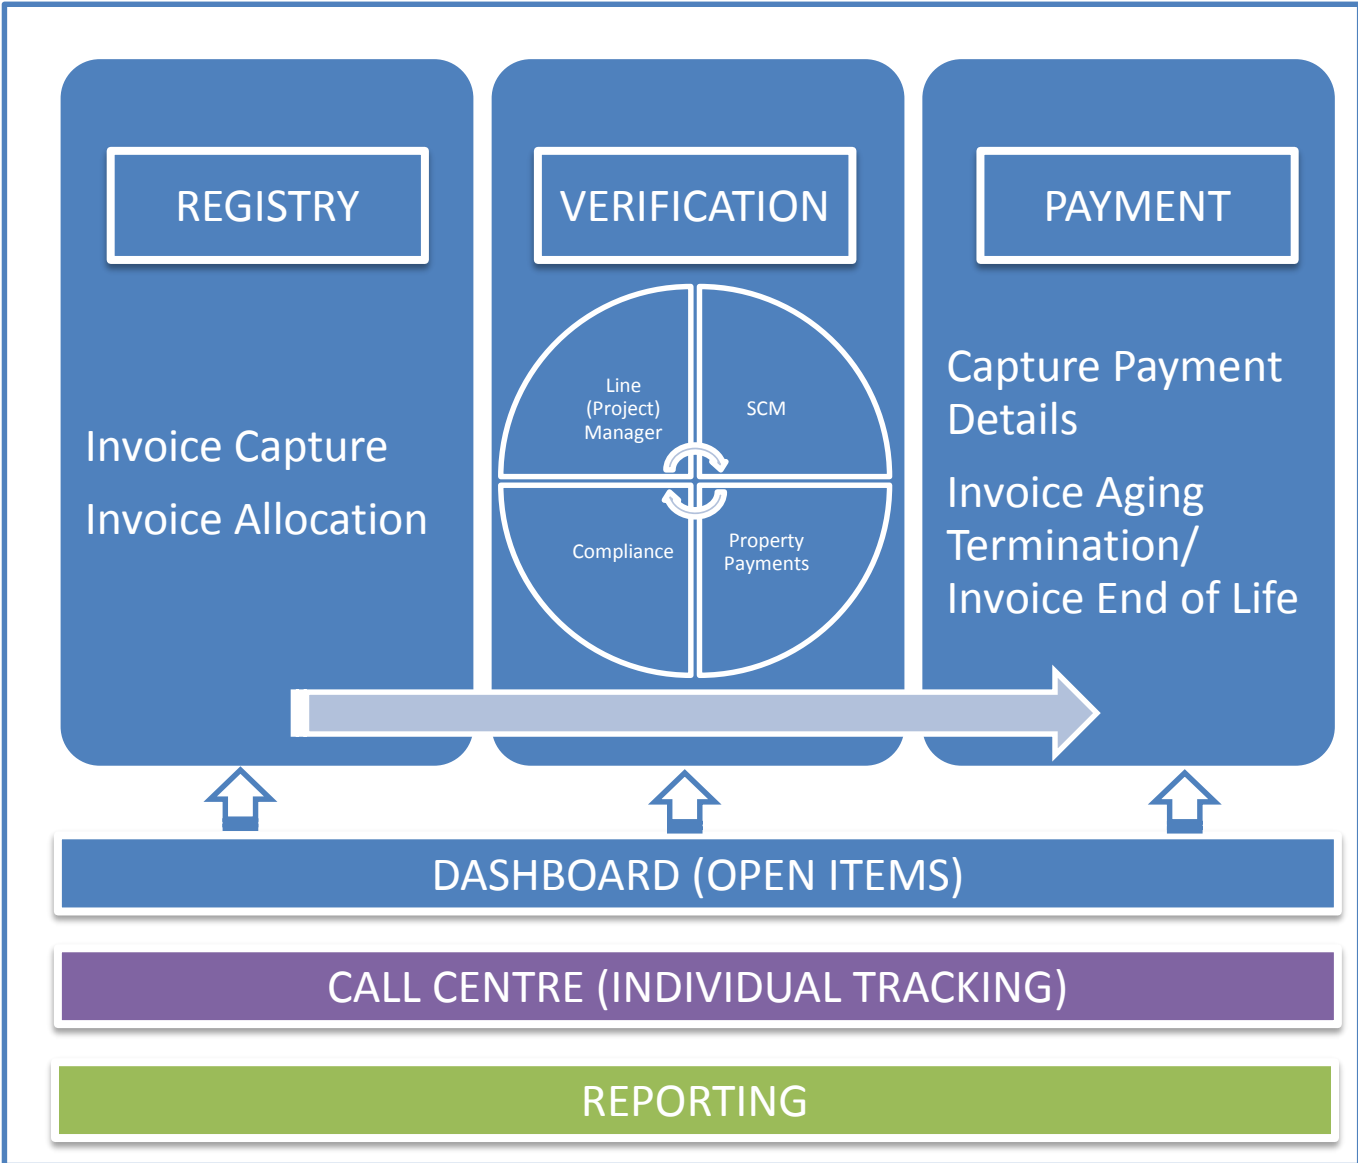 REGISTRY
Invoice Capture
Invoice Allocation
VERIFICATION
Line
(Project)
Manager
SCM
Compliance
Property
Payments
PAYMENT
Capture Payment
Details
Invoice Aging
Termination/
Invoice End of Life
DASHBOARD (OPEN ITEMS)
CALL CENTRE (INDIVIDUAL TRACKING)
REPORTING